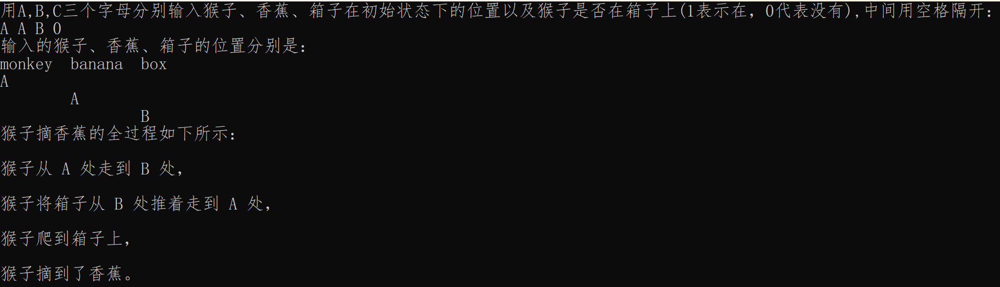 用A,B,C三个字母分别输入猴子、香蕉、箱子在初始状态下的位置以及猴子是否在箱子上(1表示在，0代表没有),中间用空格隔开：
A A B 0
输入的猴子、香蕉、箱子的位置分别是：
monkey  banana  box
A
        A
                B
猴子摘香蕉的全过程如下所示：
猴子从 A 处走到 B 处，
猴子将箱子从 B 处推着走到 A 处，
猴子爬到箱子上，
猴子摘到了香蕉。